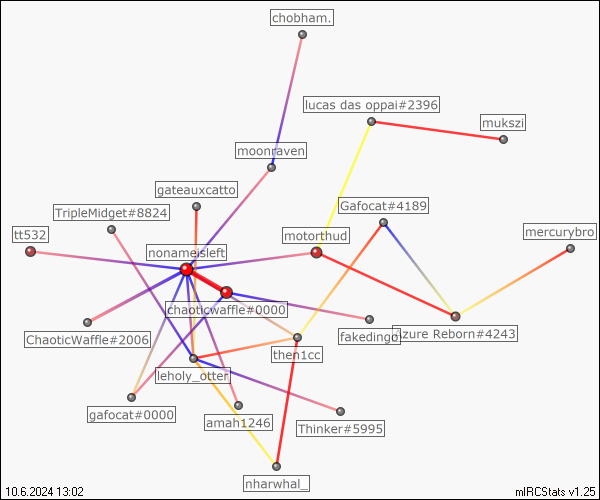 chobham.
lucas das oppai#2396
mukszi
moonraven
gateauxcatto
TripleMidget#8824
Gafocat#4189
tt532
motorthud
mercurybro
nonameisleft
chaoticwaffle#0000
ChaoticWaffle#2006
fakedingo
Azure Reborn#4243
then1cc
leholy_otter
gafocat#0000
amah1246
Thinker#5995
nharwhal_
10.6.2024 13:02
mIRCStats v1.25